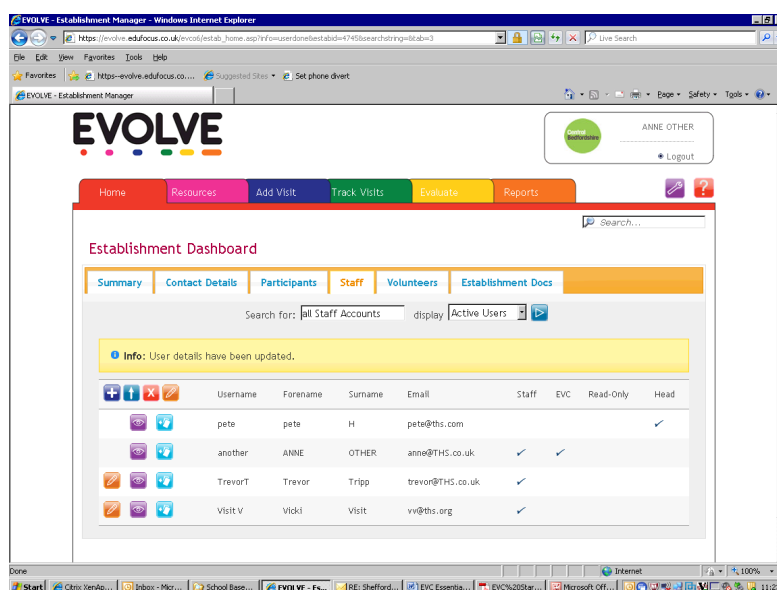 EVOLVE - Establishment Manager - Windows Internet Explorer
https://evolve.edufocus.co.uk/evco6/estab_home.asp?info=userdone&estabid=4745&searchstring=&tab=3
Live Search
File Edit View Favorites Tools Help
Favorites https--evolve.edufocus.co.... Suggested Sites Set phone divert
EVOLVE - Establishment Manager
Page Safety Tools
EVOLVE
Central Bedfordshire
ANNE OTHER
Logout
Home Resources Add Visit Track Visits Evaluate Reports
Search...
Establishment Dashboard
Summary Contact Details Participants Staff Volunteers Establishment Docs
Search for: all Staff Accounts display Active Users
Info: User details have been updated.
Username Forename Surname Email Staff EVC Read-Only Head
pete pete H pete@ths.com
another ANNE OTHER anne@THS.co.uk
TrevorT Trevor Tripp trevor@THS.co.uk
Visit V Vicki Visit vv@ths.org
Done Internet 100%
Start Citrix XenAp... Inbox - Micr... School Base... EVOLVE - Es... RE: Shefford... EVC Essentia... EVC%20Star... Microsoft Off...